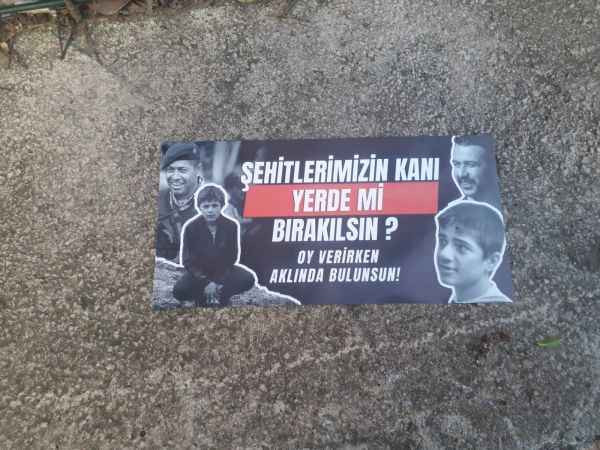 ŞEHİTLERİMİZİN KANI
YERDE Mİ
BIRAKILSIN ?
OY VERİRKEN
AKLINDA BULUNSUN!